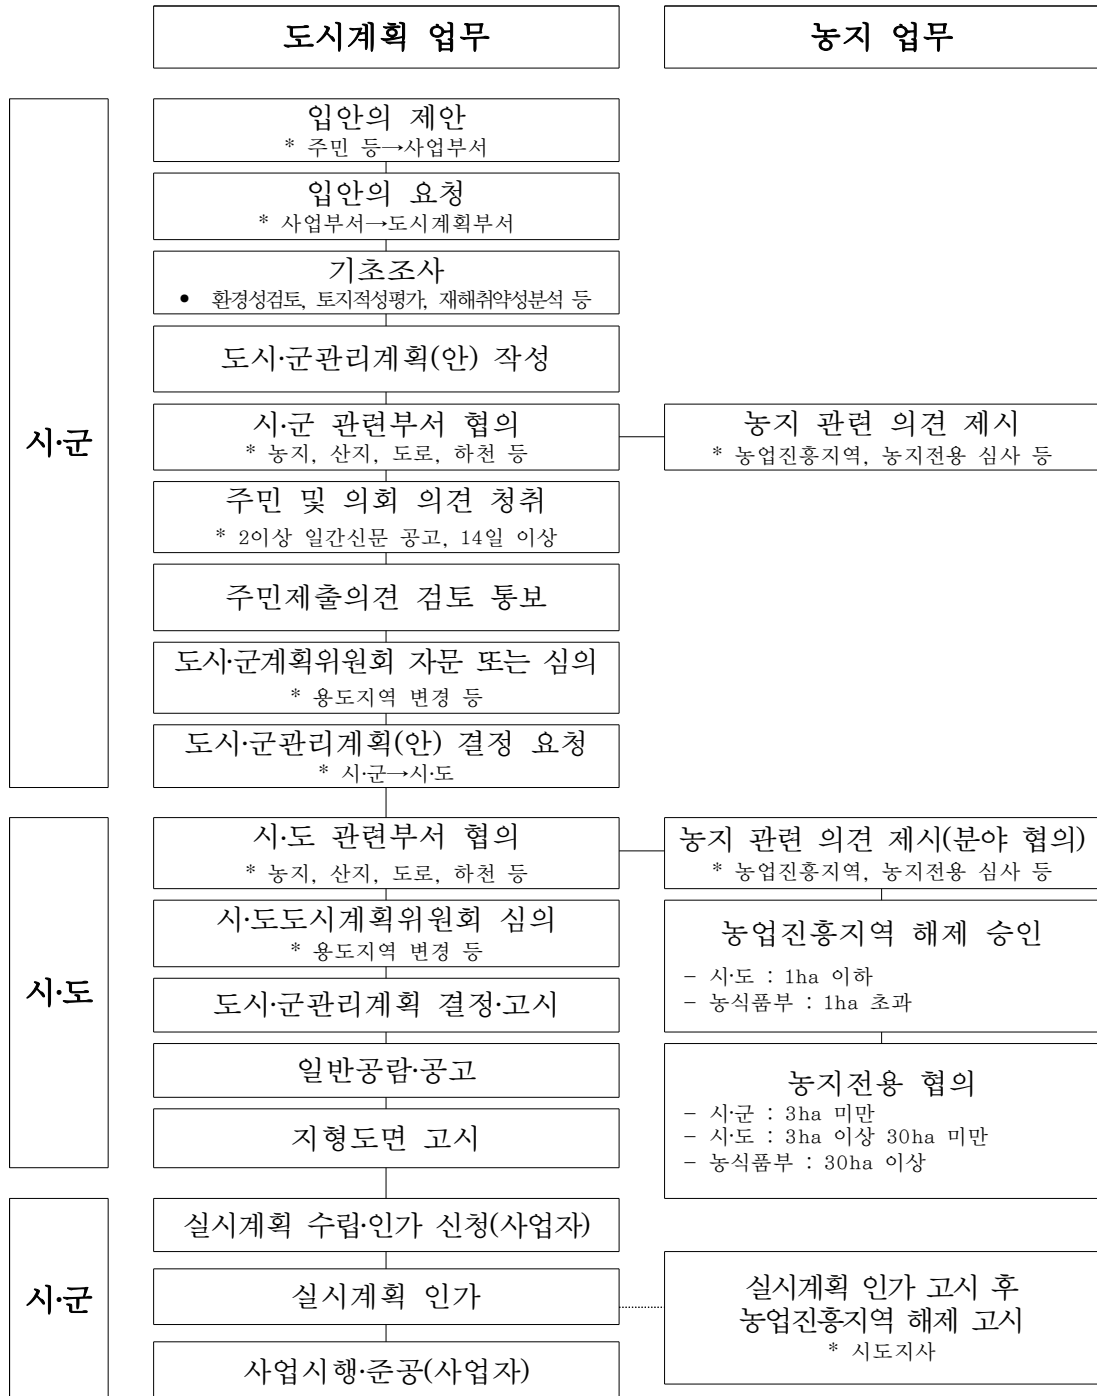 도시계획 업무
농지 업무
시·군
입안의 제안
* 주민 등→사업부서
입안의 요청
* 사업부서→도시계획부서
기초조사
• 환경성검토, 토지적성평가, 재해취약성분석 등
도시·군관리계획(안) 작성
시·군 관련부서 협의
* 농지, 산지, 도로, 하천 등
농지 관련 의견 제시
* 농업진흥지역, 농지전용 심사 등
주민 및 의회 의견 청취
* 2이상 일간신문 공고, 14일 이상
주민제출의견 검토 통보
도시·군계획위원회 자문 또는 심의
* 용도지역 변경 등
도시·군관리계획(안) 결정 요청
* 시·군→시·도
시·도
시·도 관련부서 협의
* 농지, 산지, 도로, 하천 등
농지 관련 의견 제시(분야 협의)
* 농업진흥지역, 농지전용 심사 등
시·도도시계획위원회 심의
* 용도지역 변경 등
농업진흥지역 해제 승인
- 시·도 : 1ha 이하
- 농식품부 : 1ha 초과
도시·군관리계획 결정·고시
일반공람·공고
지형도면 고시
농지전용 협의
- 시·군 : 3ha 미만
- 시·도 : 3ha 이상 30ha 미만
- 농식품부 : 30ha 이상
시·군
실시계획 수립·인가 신청(사업자)
실시계획 인가
사업시행·준공(사업자)
실시계획 인가 고시 후
농업진흥지역 해제 고시
* 시도지사